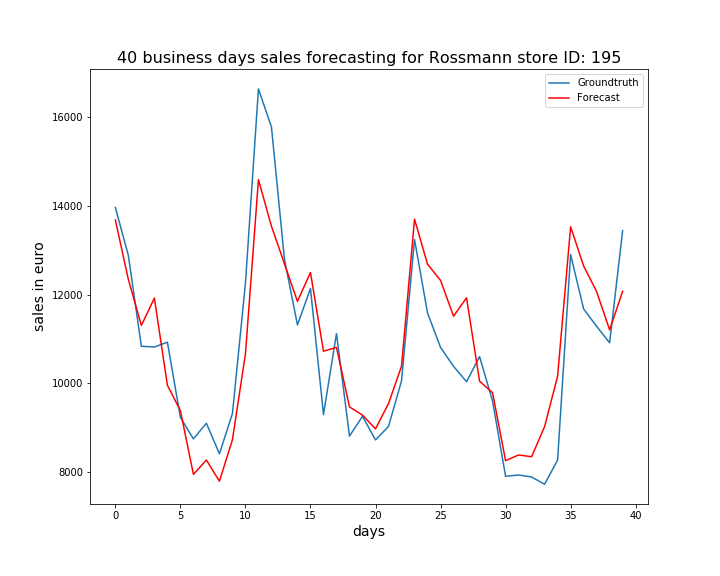 40 business days sales forecasting for Rossmann store ID: 195
Groundtruth
Forecast
sales in euro
16000
14000
12000
10000
8000
0 5 10 15 20 25 30 35 40
days